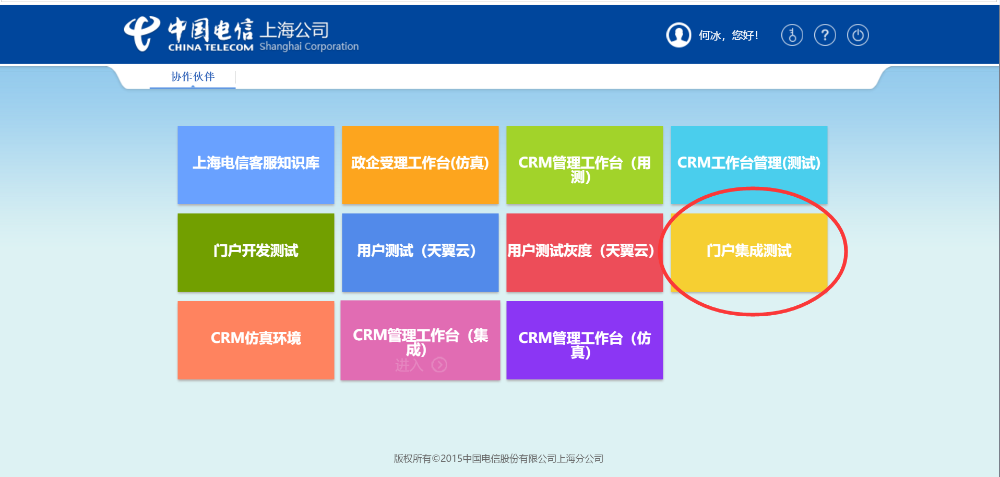 中国电信 上海公司
CHINA TELECOM Shanghai Corporation
何冰，您好！
?
协作伙伴
上海电信客服知识库
政企受理工作台(仿真)
CRM管理工作台（用
测）
CRM工作台管理(测试)
门户开发测试
用户测试（天翼云）
用户测试灰度（天翼云）
门户集成测试
CRM仿真环境
CRM管理工作台（集
成）
进入
CRM管理工作台（仿
真）
版权所有©2015中国电信股份有限公司上海分公司